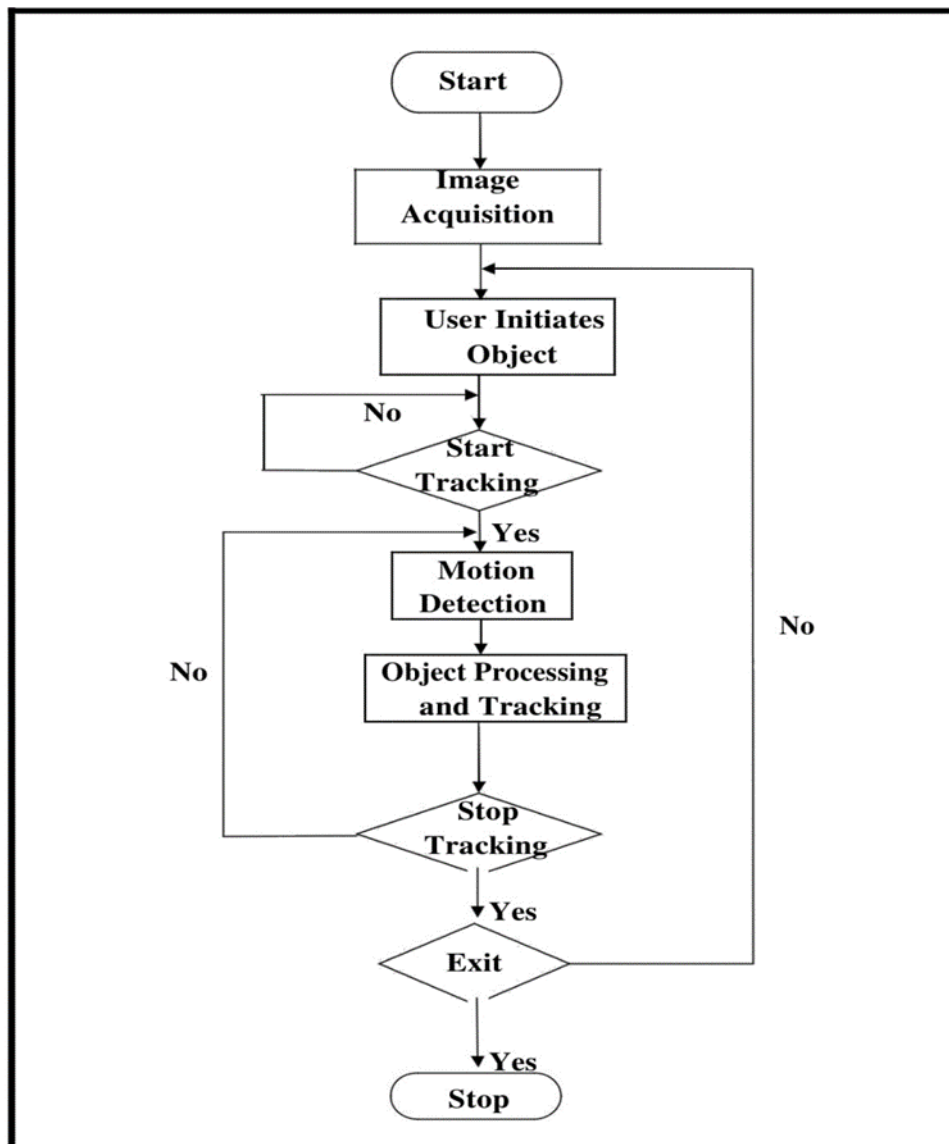 Start
Image
Acquisition
User Initiates
Object
No
Start
Tracking
Yes
Motion
Detection
No
No
Object Processing
and Tracking
Stop
Tracking
Yes
Exit
Yes
Stop